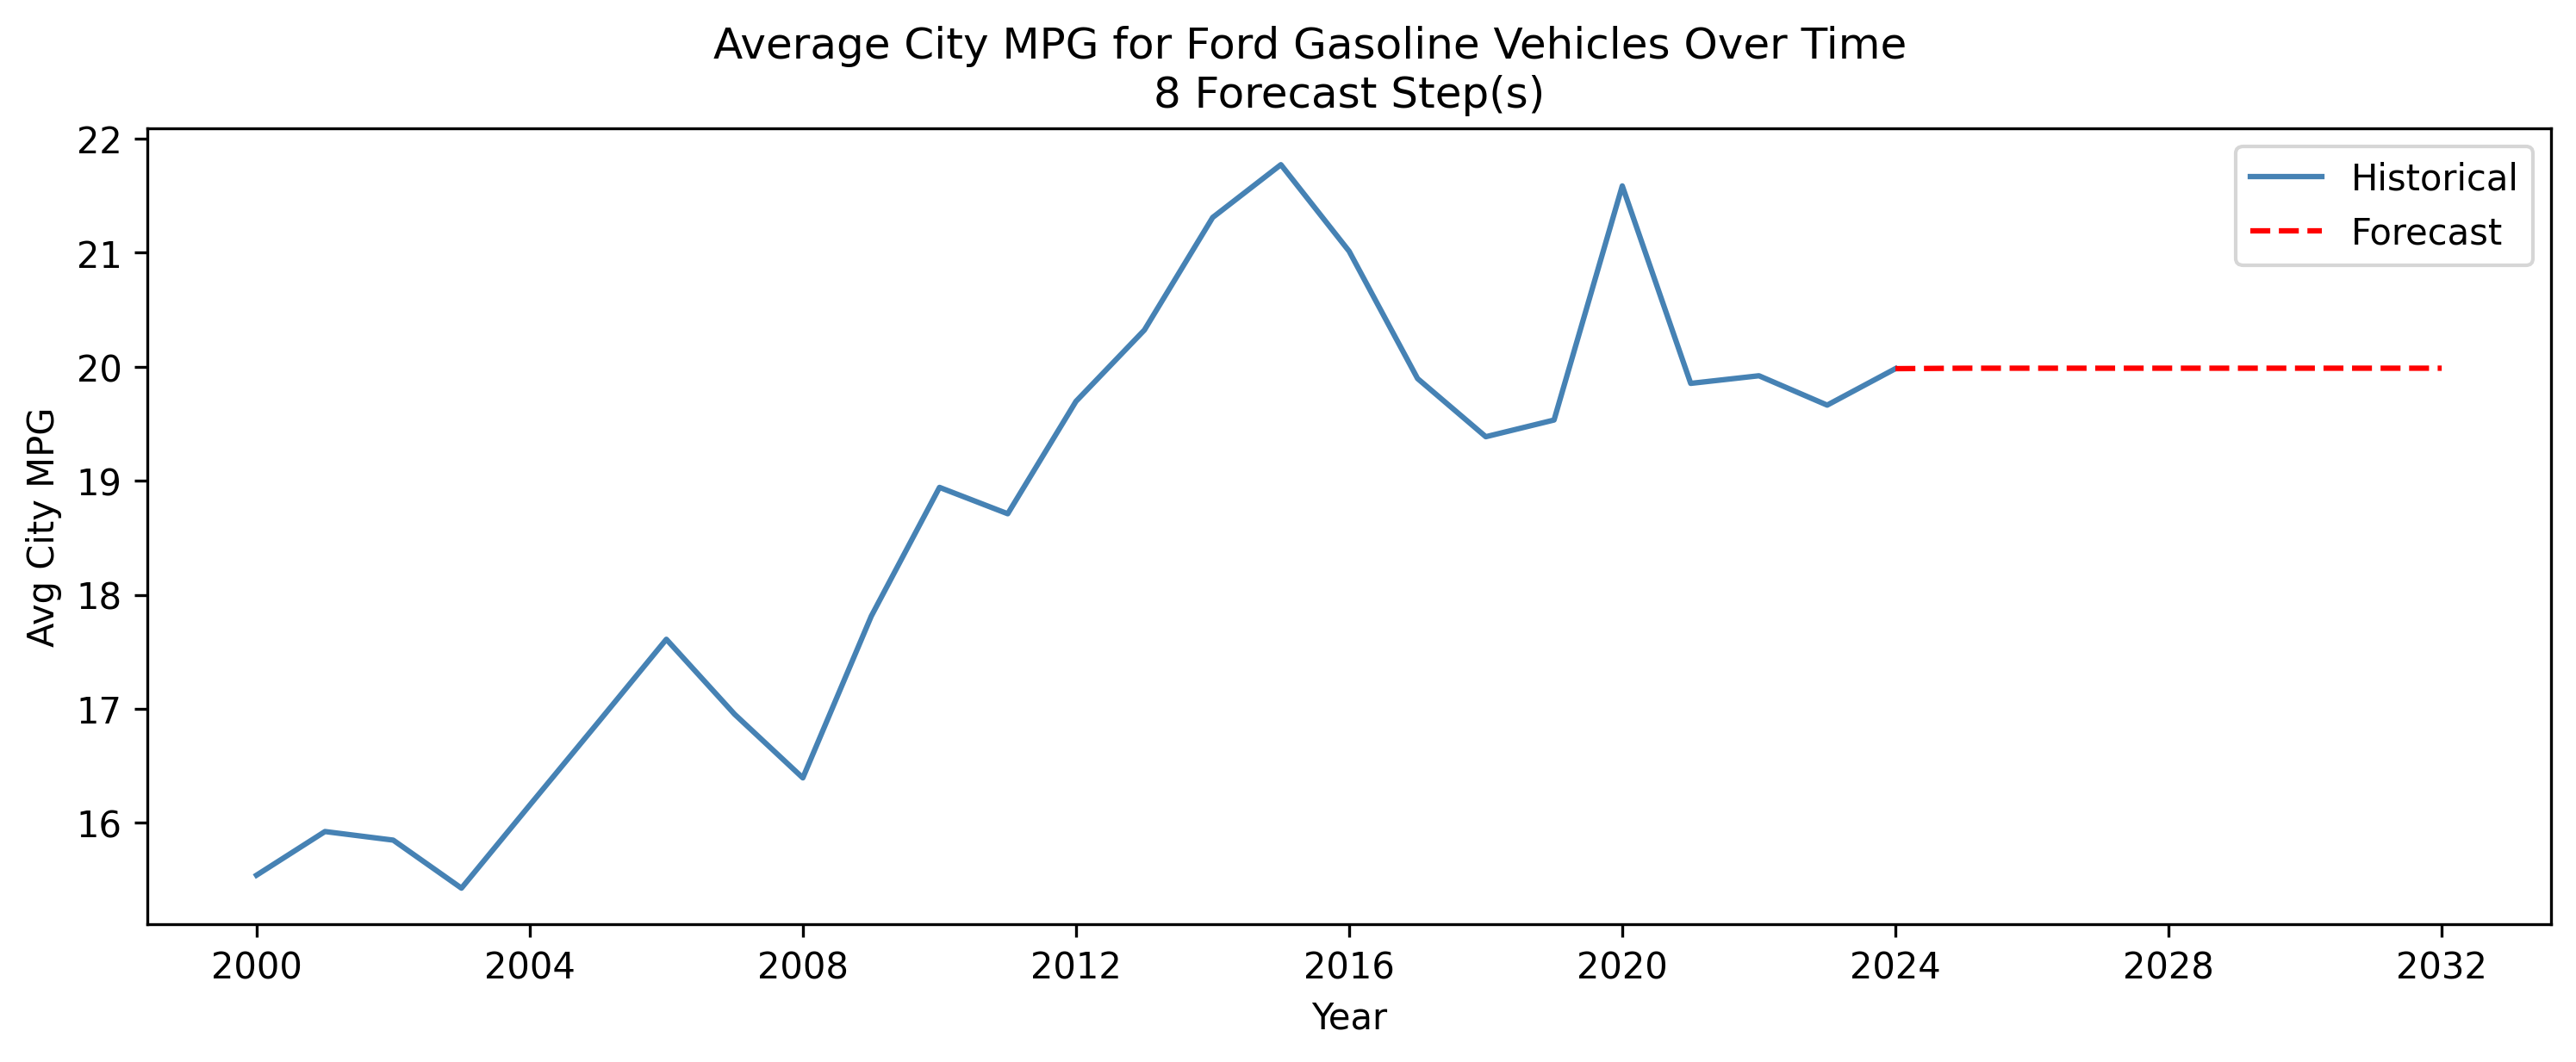 Average City MPG for Ford Gasoline Vehicles Over Time
8 Forecast Step(s)
22
21
20
19
18
17
16
Avg City MPG
Historical
Forecast
2000 2004 2008 2012 2016 2020 2024 2028 2032
Year